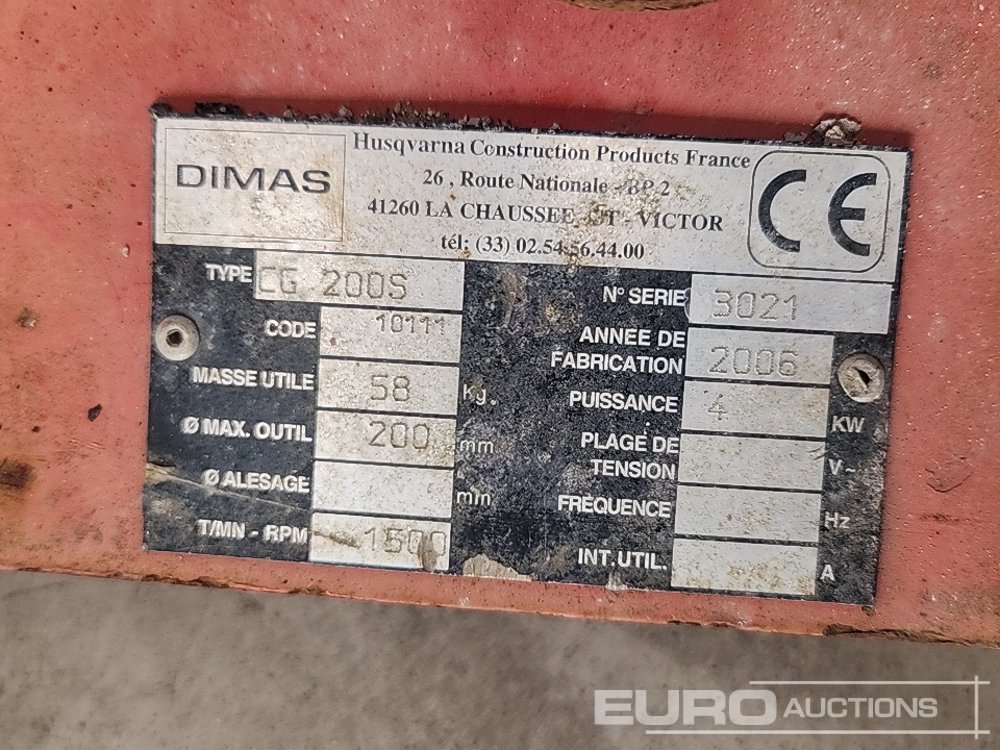 DIMAS
Husqvarna Construction Products France
26 , Route Nationale - BP 2
41260 LA CHAUSSEE ST - VICTOR
tél: (33) 02.54.56.44.00
CE
TYPE CG 200S
CODE 10111
MASSE UTILE 58 Kg.
Ø MAX. OUTIL 200 mm
Ø ALESAGE mm
T/MN - RPM 1500
N° SERIE 3021
ANNEE DE
FABRICATION 2006
PUISSANCE 4 KW
PLAGE DE
TENSION V~
FREQUENCE Hz
INT.UTIL. A
EURO AUCTIONS